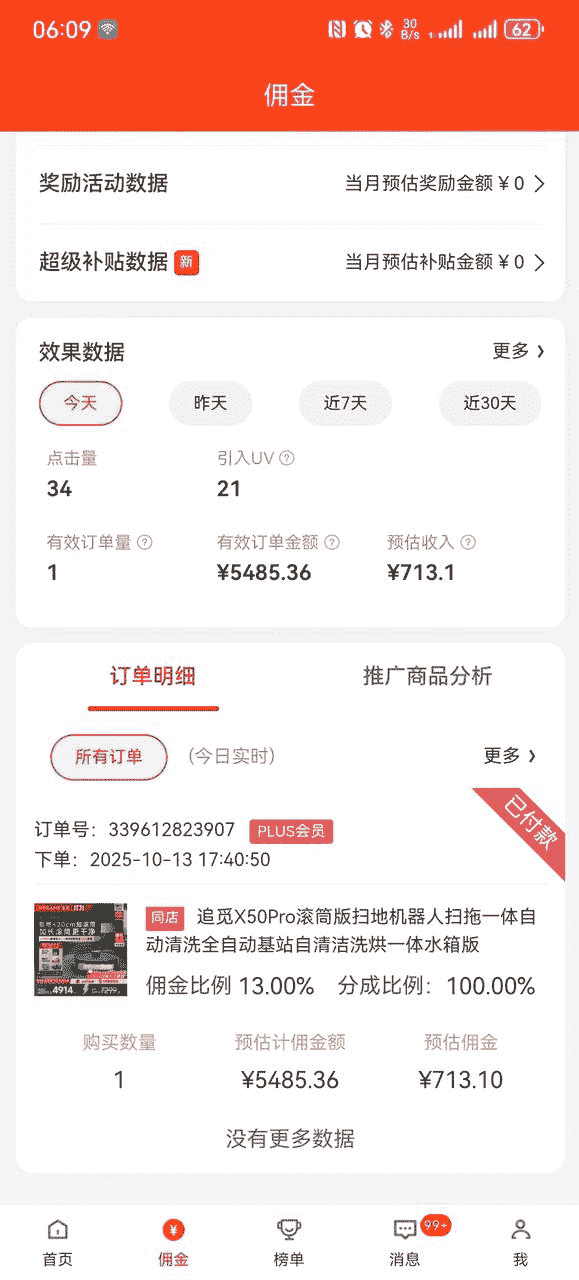 06:09
30
B/s
62
佣金
奖励活动数据
当月预估奖励金额 ¥ 0
超级补贴数据 新
当月预估补贴金额 ¥ 0
效果数据
更多
今天 昨天 近7天 近30天
点击量 引入UV
34 21
有效订单量 有效订单金额 预估收入
1 ¥5485.36 ¥713.1
订单明细 推广商品分析
所有订单 (今日实时) 更多
已付款
订单号：339612823907 PLUS会员
下单：2025-10-13 17:40:50
同店 追觅X50Pro滚筒版扫地机器人扫拖一体自
动清洗全自动基站自清洁洗烘一体水箱版
佣金比例 13.00% 分成比例：100.00%
加长滚筒更干净
4914
7299
购买数量 预估计佣金额 预估佣金
1 ¥5485.36 ¥713.10
没有更多数据
99+
首页 佣金 榜单 消息 我